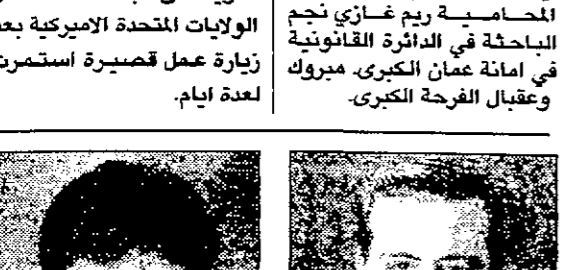 المحامية ريم غازي نجم
الباحثة في الدائرة القانونية
في امانة عمان الكبرى. مبروك
وعقبال الفرحة الكبرى.
الولايات المتحدة الاميركية بعد
زيارة عمل قصيرة استمرت
لعدة ايام.